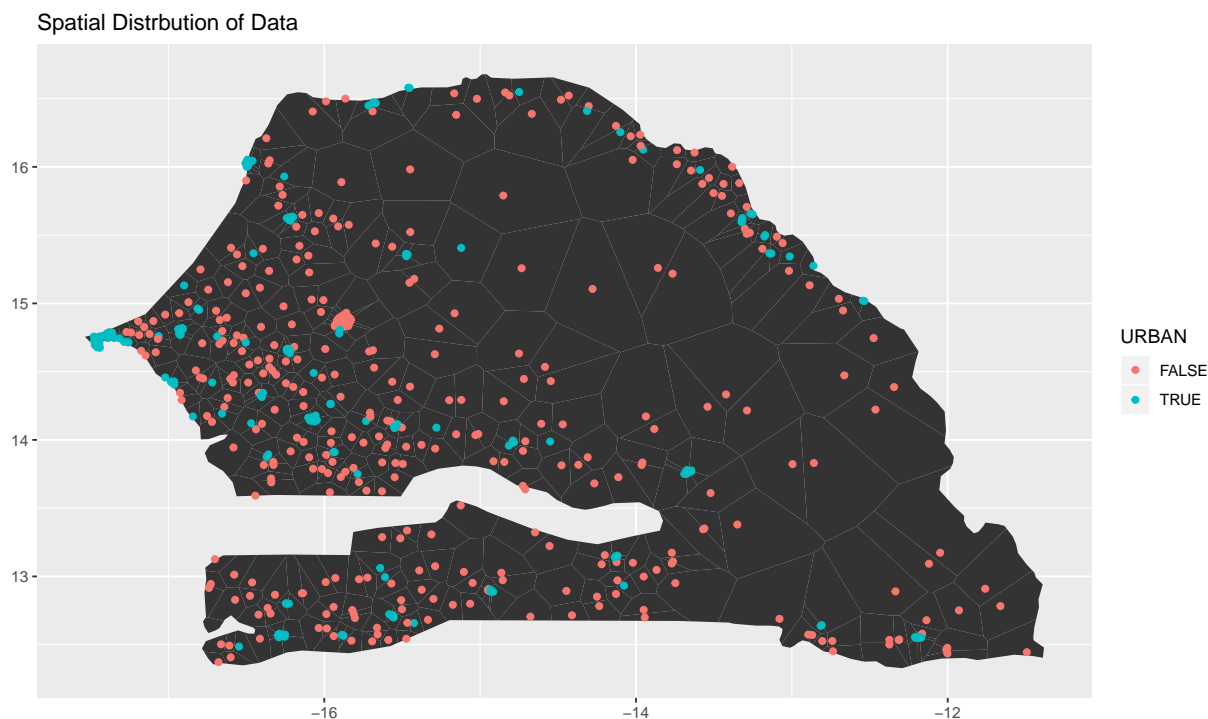 Spatial Distrbution of Data
16
15
14
13
−16
−14
−12
URBAN
FALSE
TRUE